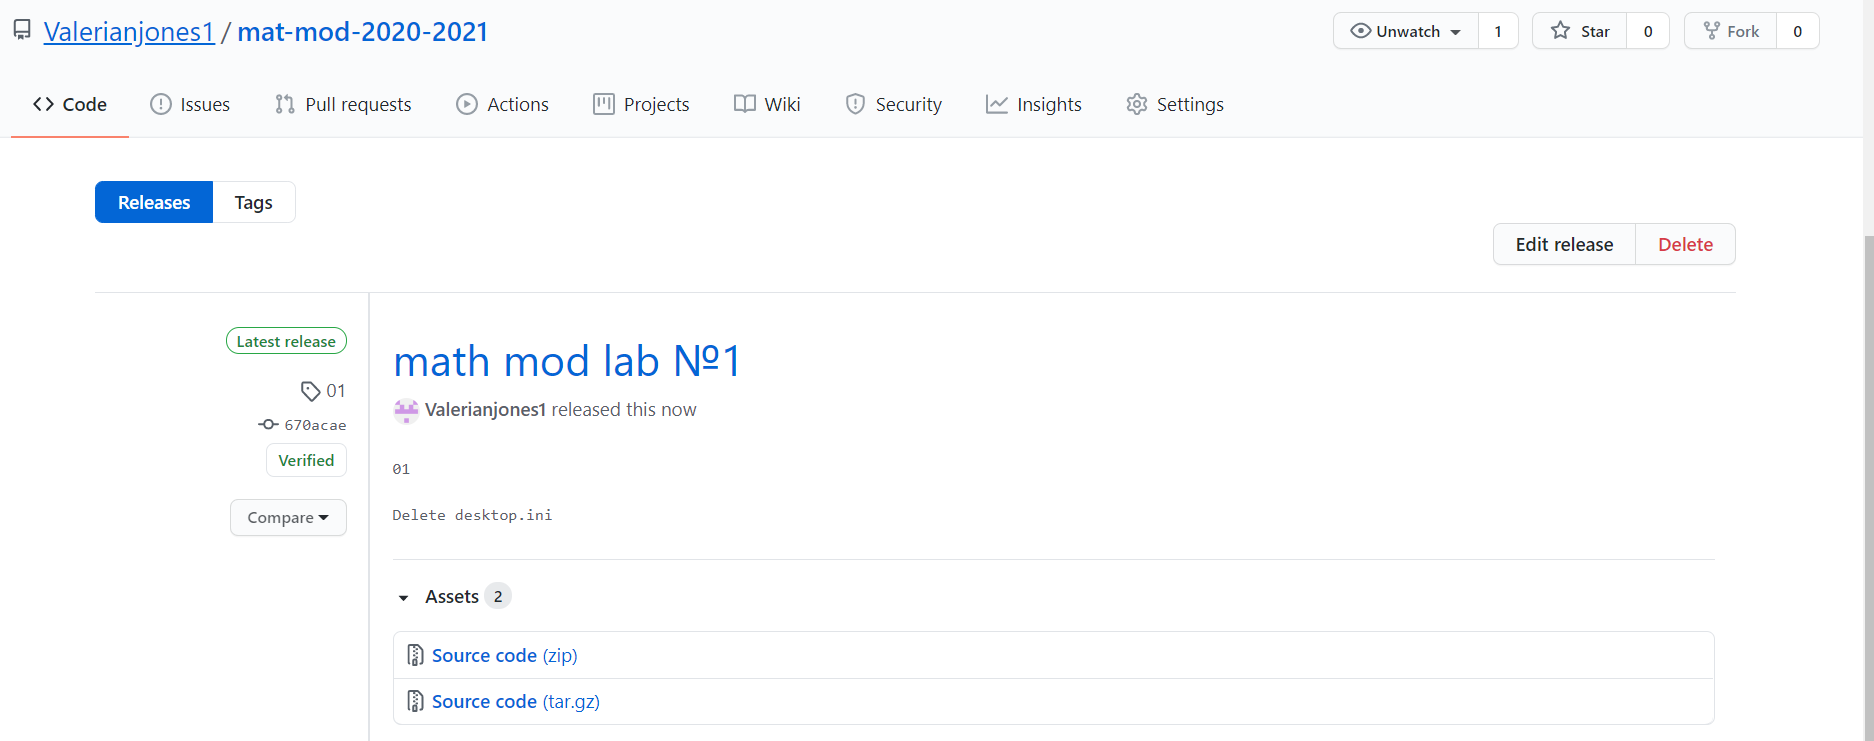 Valerianjones1 / mat-mod-2020-2021
Unwatch 1 Star 0 Fork 0
Code Issues Pull requests Actions Projects Wiki Security Insights Settings
Releases Tags
Edit release Delete
Latest release
math mod lab №1
01
Valerianjones1 released this now
670acae
Verified
01
Compare
Delete desktop.ini
Assets 2
Source code (zip)
Source code (tar.gz)